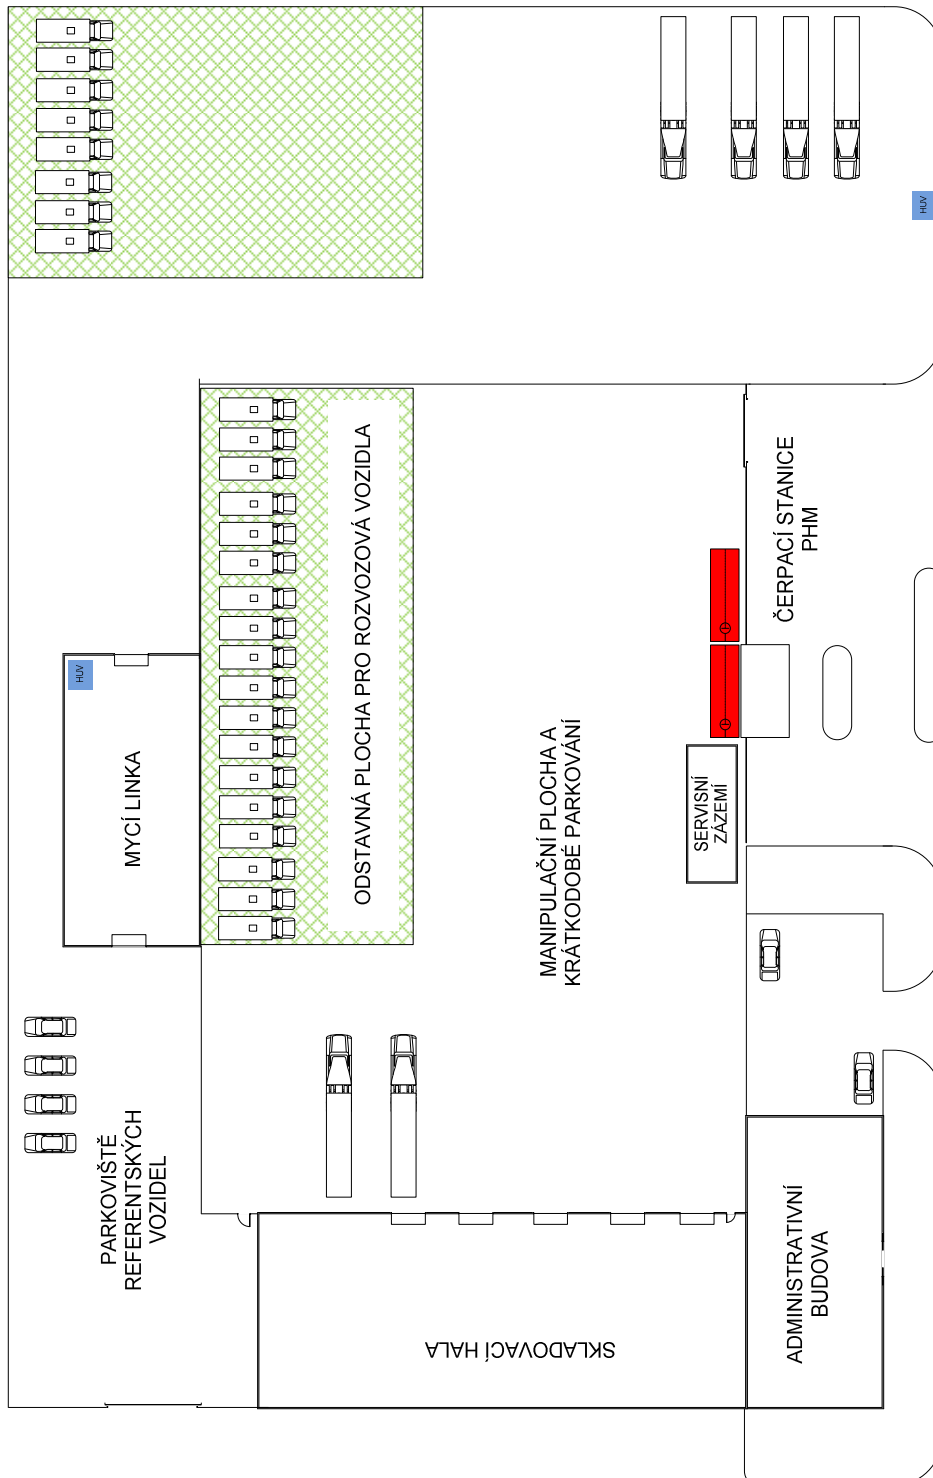 HUV
ODSTAVNÁ PLOCHA PRO ROZVOZOVÁ VOZIDLA
ČERPACÍ STANICE
PHM
HUV
MYCÍ LINKA
MANIPULAČNÍ PLOCHA A
KRÁTKODOBÉ PARKOVÁNÍ
SERVISNÍ
ZÁZEMÍ
PARKOVIŠTĚ
REFERENTSKÝCH
VOZIDEL
SKLADOVACÍ HALA
ADMINISTRATIVNÍ
BUDOVA